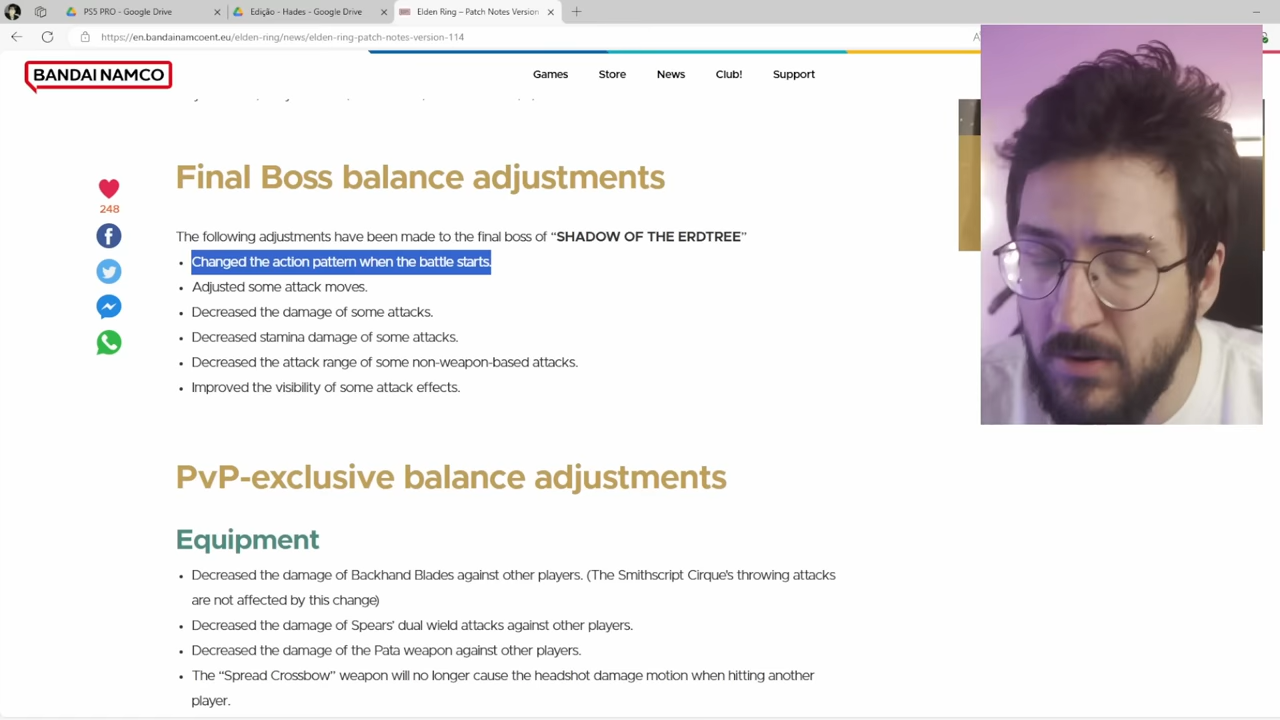 PS5 PRO - Google Drive
Edição - Hades - Google Drive
Elden Ring – Patch Notes Version
https://en.bandainamcoent.eu/elden-ring/news/elden-ring-patch-notes-version-114
BANDAI NAMCO
Games
Store
News
Club!
Support
Final Boss balance adjustments
248
The following adjustments have been made to the final boss of “SHADOW OF THE ERDTREE”
• Changed the action pattern when the battle starts.
• Adjusted some attack moves.
• Decreased the damage of some attacks.
• Decreased stamina damage of some attacks.
• Decreased the attack range of some non-weapon-based attacks.
• Improved the visibility of some attack effects.
PvP-exclusive balance adjustments
Equipment
• Decreased the damage of Backhand Blades against other players. (The Smithscript Cirque's throwing attacks
are not affected by this change)
• Decreased the damage of Spears’ dual wield attacks against other players.
• Decreased the damage of the Pata weapon against other players.
• The “Spread Crossbow” weapon will no longer cause the headshot damage motion when hitting another
player.